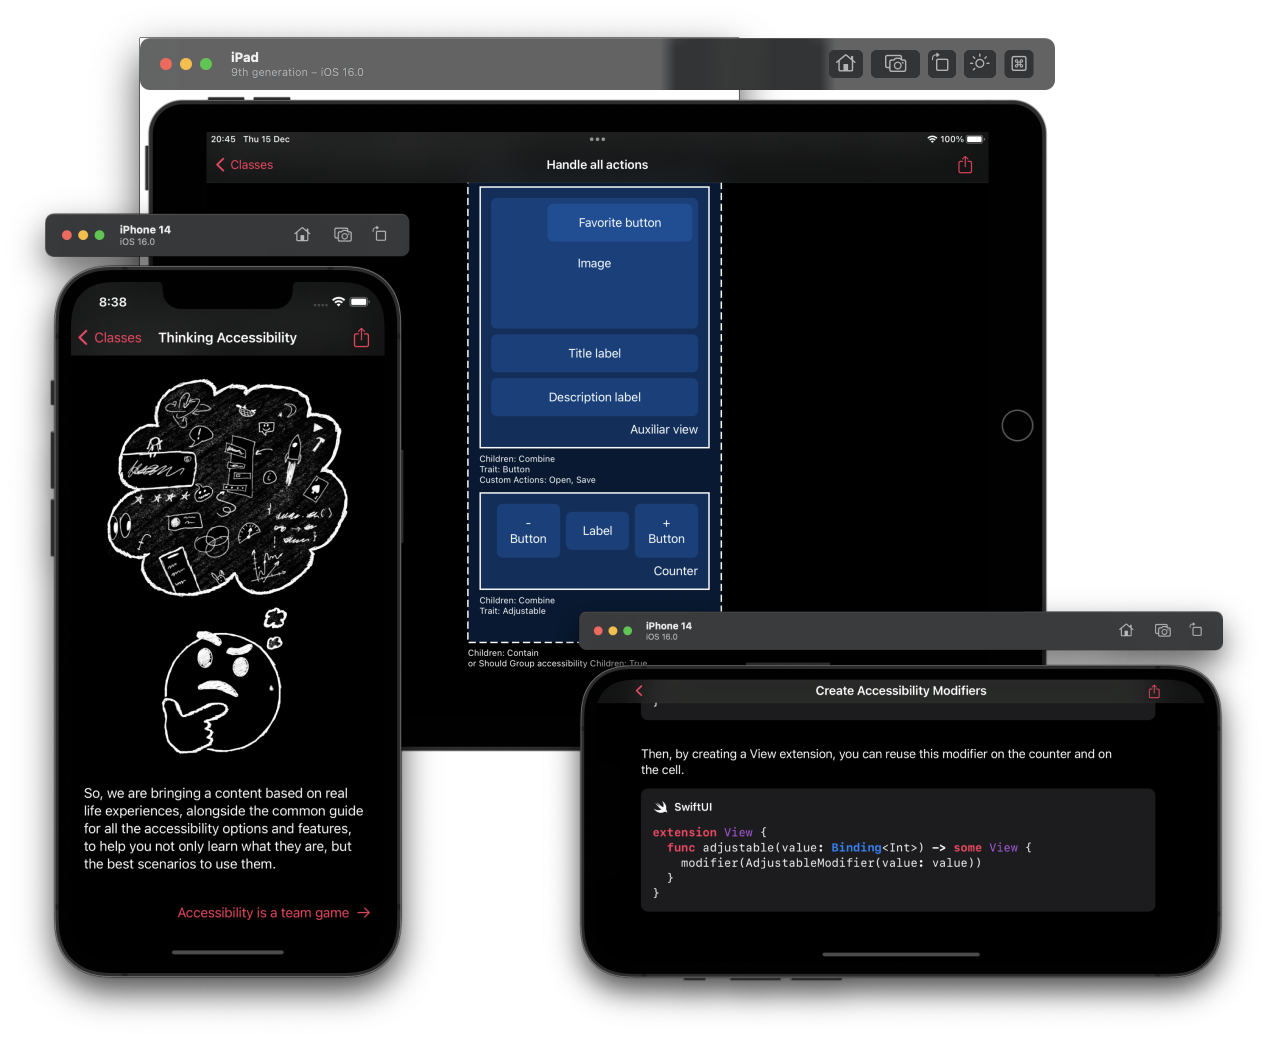 iPad
9th generation – iOS 16.0
20:45 Thu 15 Dec
100%
Classes
Handle all actions
Favorite button
Image
Title label
Description label
Auxiliar view
Children: Combine
Trait: Button
Custom Actions: Open, Save
-
Button
Label
+
Button
Counter
Children: Combine
Trait: Adjustable
Children: Contain
or Should Group accessibility Children: True
iPhone 14
iOS 16.0
8:38
Classes
Thinking Accessibility
So, we are bringing a content based on real
life experiences, alongside the common guide
for all the accessibility options and features,
to help you not only learn what they are, but
the best scenarios to use them.
Accessibility is a team game →
iPhone 14
iOS 16.0
Create Accessibility Modifiers
}
Then, by creating a View extension, you can reuse this modifier on the counter and on
the cell.
SwiftUI
extension View {
func adjustable(value: Binding<Int>) -> some View {
modifier(AdjustableModifier(value: value))
}
}